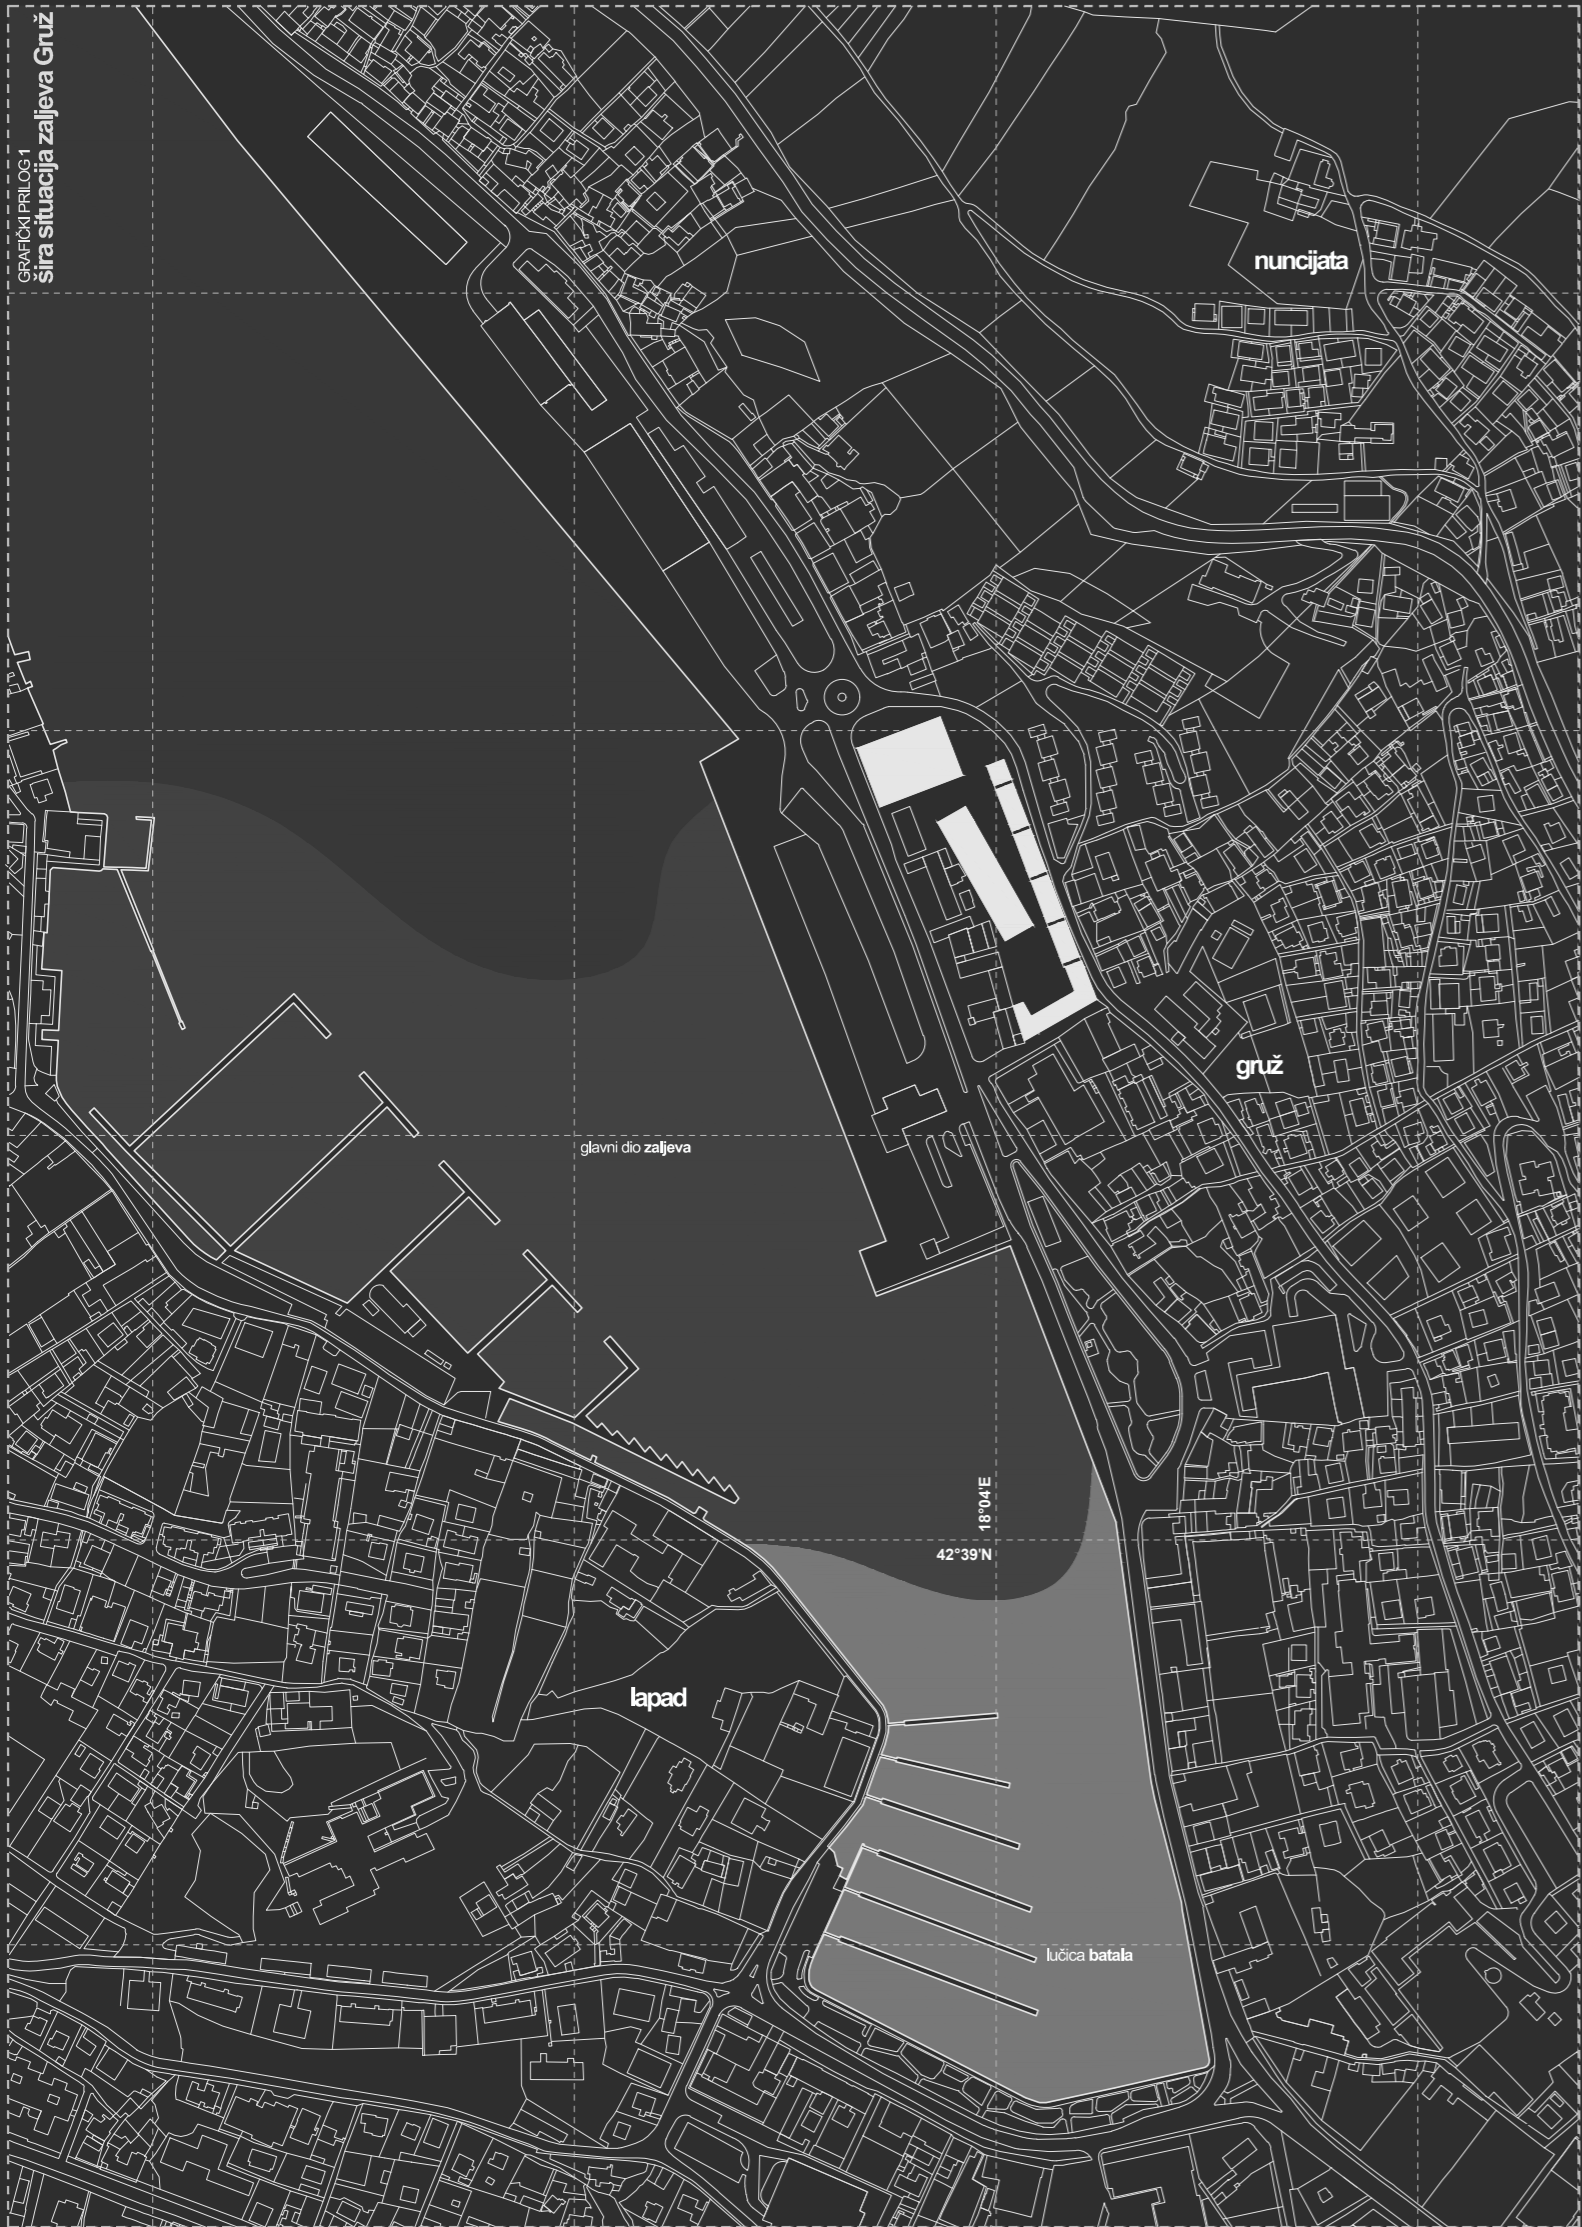 GRAFIČKI PRILOG 1
šira situacija zaljeva Gruž
nuncijata
gruž
glavni dio zaljeva
18°04'E
42°39'N
lapad
lučica batala